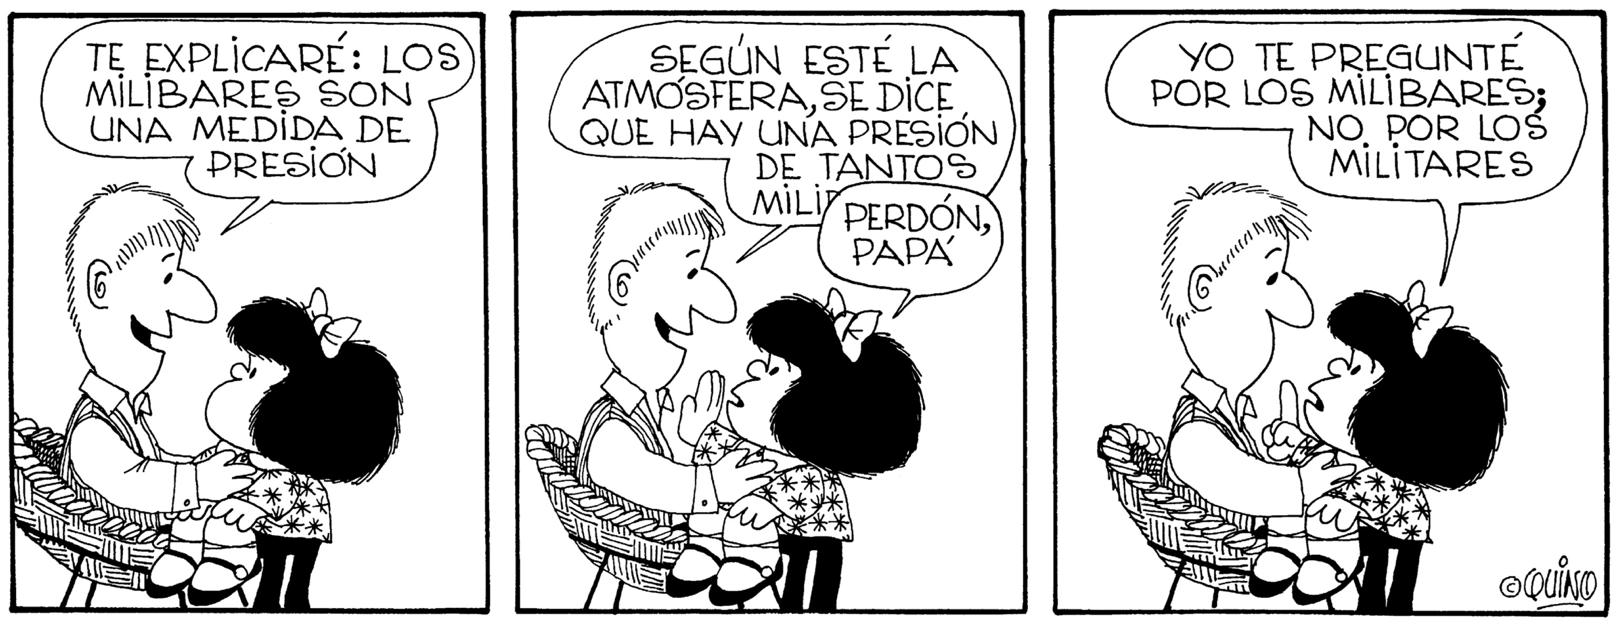 TE EXPLICARÉ: LOS
MILIBARES SON
UNA MEDIDA DE
PRESIÓN
SEGÚN ESTÉ LA
ATMÓSFERA, SE DICE
QUE HAY UNA PRESIÓN
DE TANTOS
MILIB
PERDÓN,
PAPÁ
YO TE PREGUNTÉ
POR LOS MILIBARES;
NO POR LOS
MILITARES
©QUINO